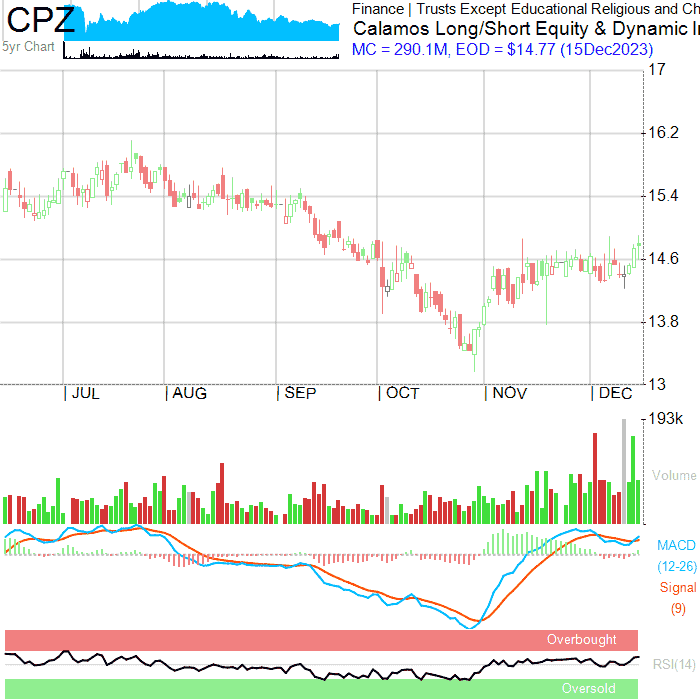 CPZ
5yr Chart
Finance | Trusts Except Educational Religious and Ch
Calamos Long/Short Equity & Dynamic In
MC = 290.1M, EOD = $14.77 (15Dec2023)
17
16.2
15.4
14.6
13.8
13
| JUL | AUG | SEP | OCT | NOV | DEC
193k
Volume
MACD
(12-26)
Signal
(9)
Overbought
RSI(14)
Oversold